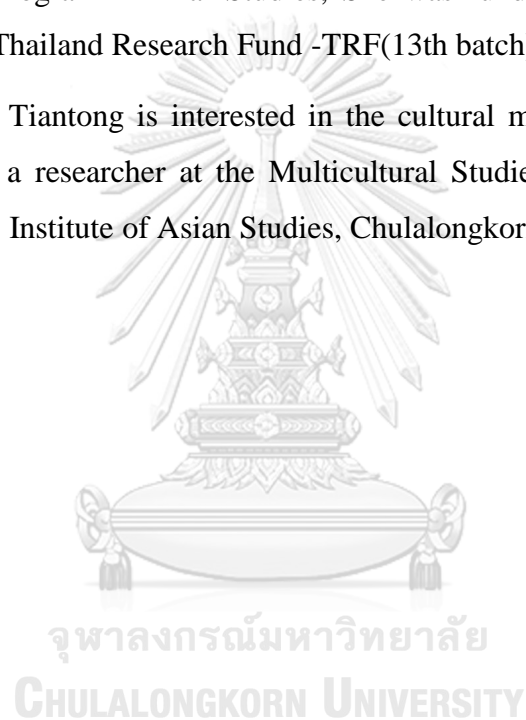 Thailand Research Fund -TRF(13th batch
Tiantong is interested in the cultural m
a researcher at the Multicultural Studie
Institute of Asian Studies, Chulalongkor
จุฬาลงกรณ์มหาวิทยาลัย
CHULALONGKORN UNIVERSITY